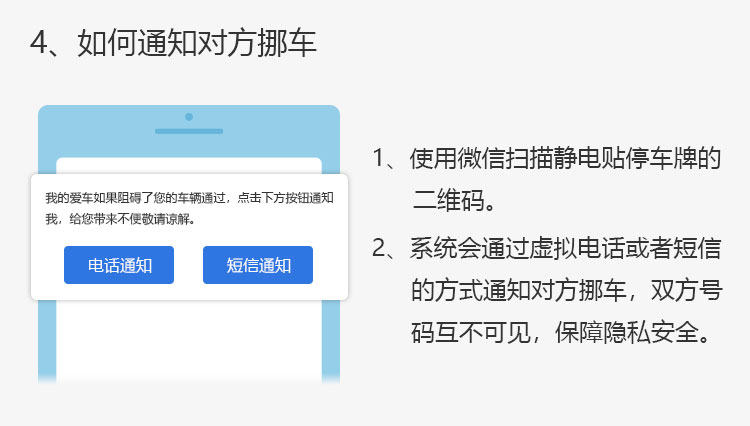 4、如何通知对方挪车
我的爱车如果阻碍了您的车辆通过，点击下方按钮通知
我，给您带来不便敬请谅解。
电话通知
短信通知
1、使用微信扫描静电贴停车牌的
二维码。
2、系统会通过虚拟电话或者短信
的方式通知对方挪车，双方号
码互不可见，保障隐私安全。